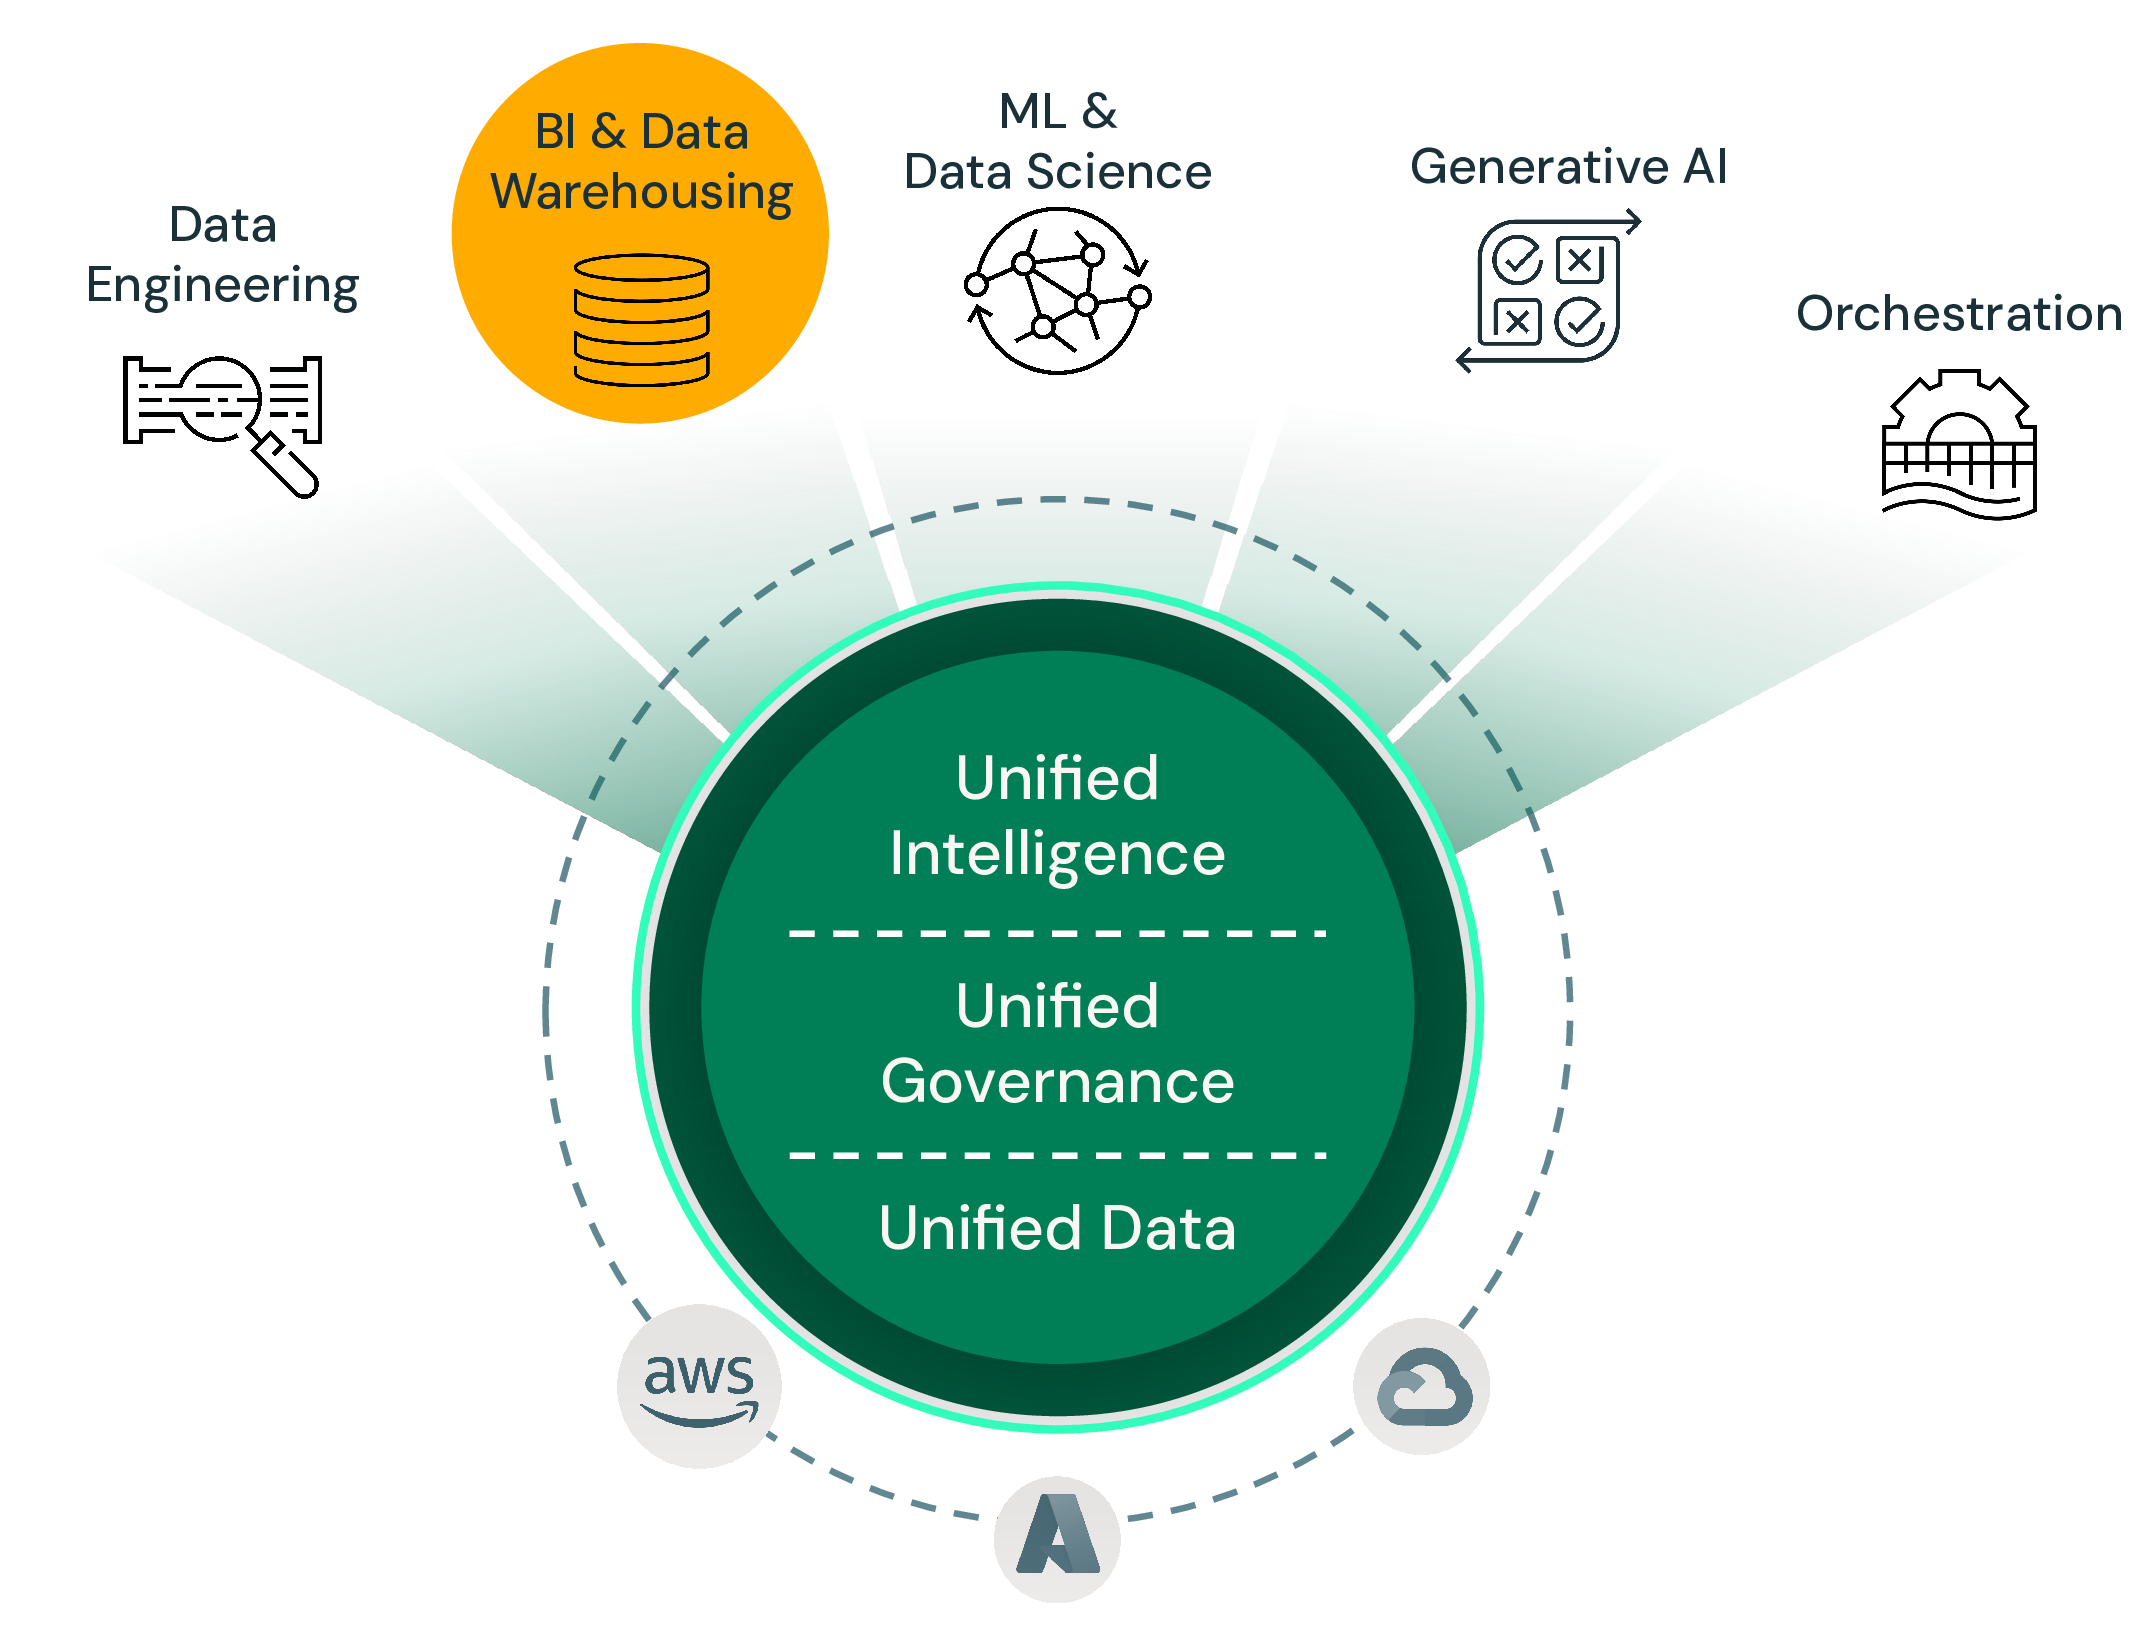 Data
Engineering
BI & Data
Warehousing
ML &
Data Science
Generative AI
Orchestration
Unified
Intelligence
Unified
Governance
Unified Data
aws